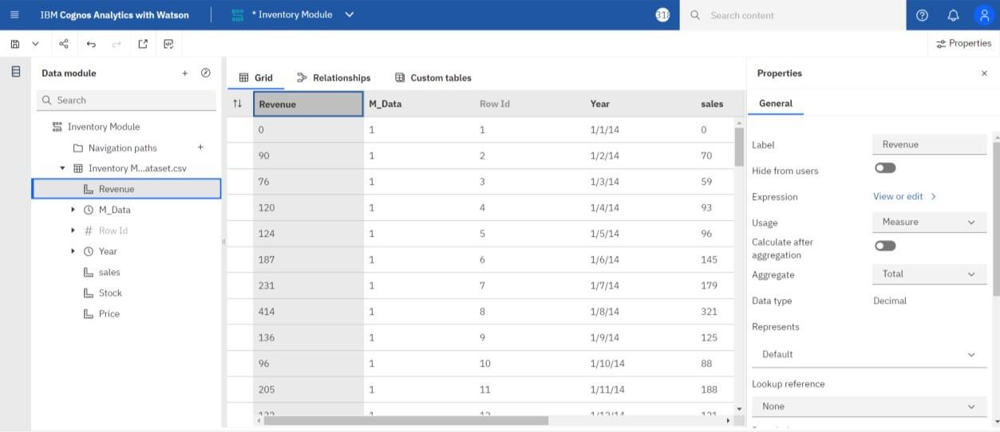 IBM Cognos Analytics with Watson
* Inventory Module
318
Search content
Properties
Data module
Search
Inventory Module
Navigation paths
Inventory M...ataset.csv
Revenue
M_Data
# Row Id
Year
sales
Stock
Price
Grid
Relationships
Custom tables
Revenue M_Data Row Id Year sales
0 1 1 1/1/14 0
90 1 2 1/2/14 70
76 1 3 1/3/14 59
120 1 4 1/4/14 93
124 1 5 1/5/14 96
187 1 6 1/6/14 145
231 1 7 1/7/14 179
414 1 8 1/8/14 321
136 1 9 1/9/14 125
96 1 10 1/10/14 88
205 1 11 1/11/14 188
Properties
General
Label Revenue
Hide from users
Expression View or edit
Usage Measure
Calculate after
aggregation
Aggregate Total
Data type Decimal
Represents
Default
Lookup reference
None